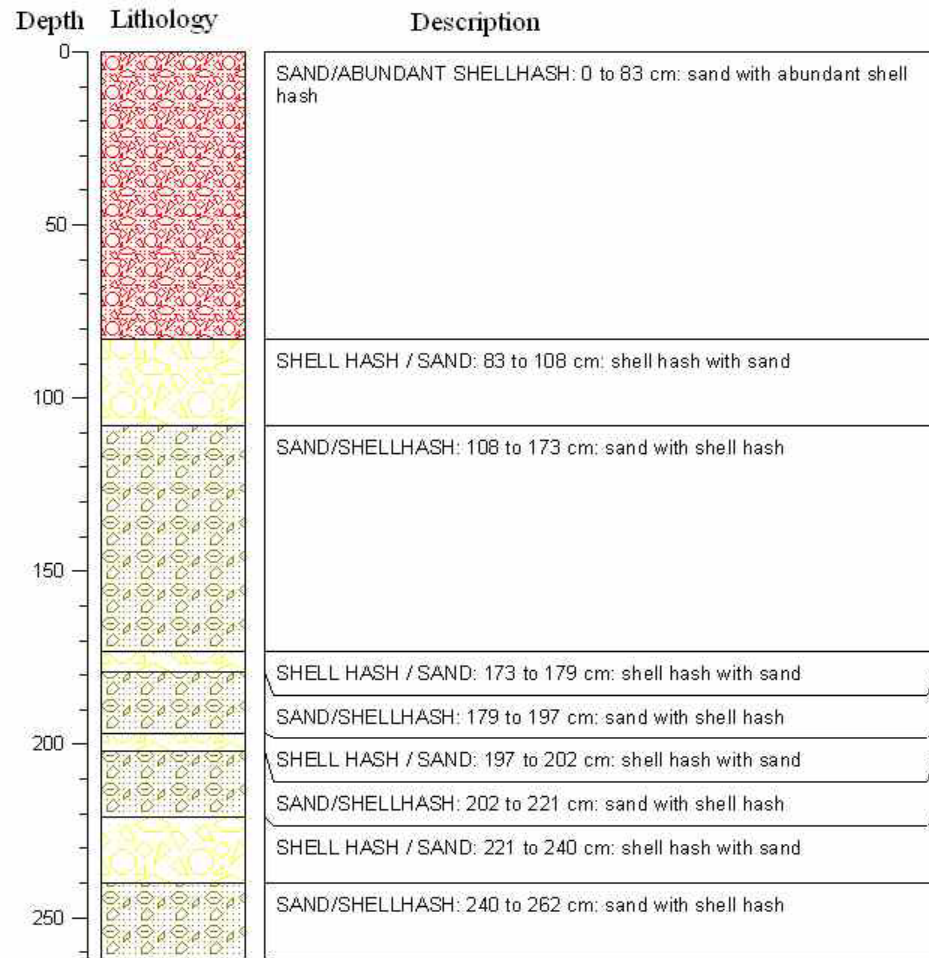 Depth Lithology Description
0
SAND/ABUNDANT SHELLHASH: 0 to 83 cm: sand with abundant shell
hash
50
SHELL HASH / SAND: 83 to 108 cm: shell hash with sand
100
SAND/SHELLHASH: 108 to 173 cm: sand with shell hash
150
SHELL HASH / SAND: 173 to 179 cm: shell hash with sand
SAND/SHELLHASH: 179 to 197 cm: sand with shell hash
200
SHELL HASH / SAND: 197 to 202 cm: shell hash with sand
SAND/SHELLHASH: 202 to 221 cm: sand with shell hash
SHELL HASH / SAND: 221 to 240 cm: shell hash with sand
SAND/SHELLHASH: 240 to 262 cm: sand with shell hash
250